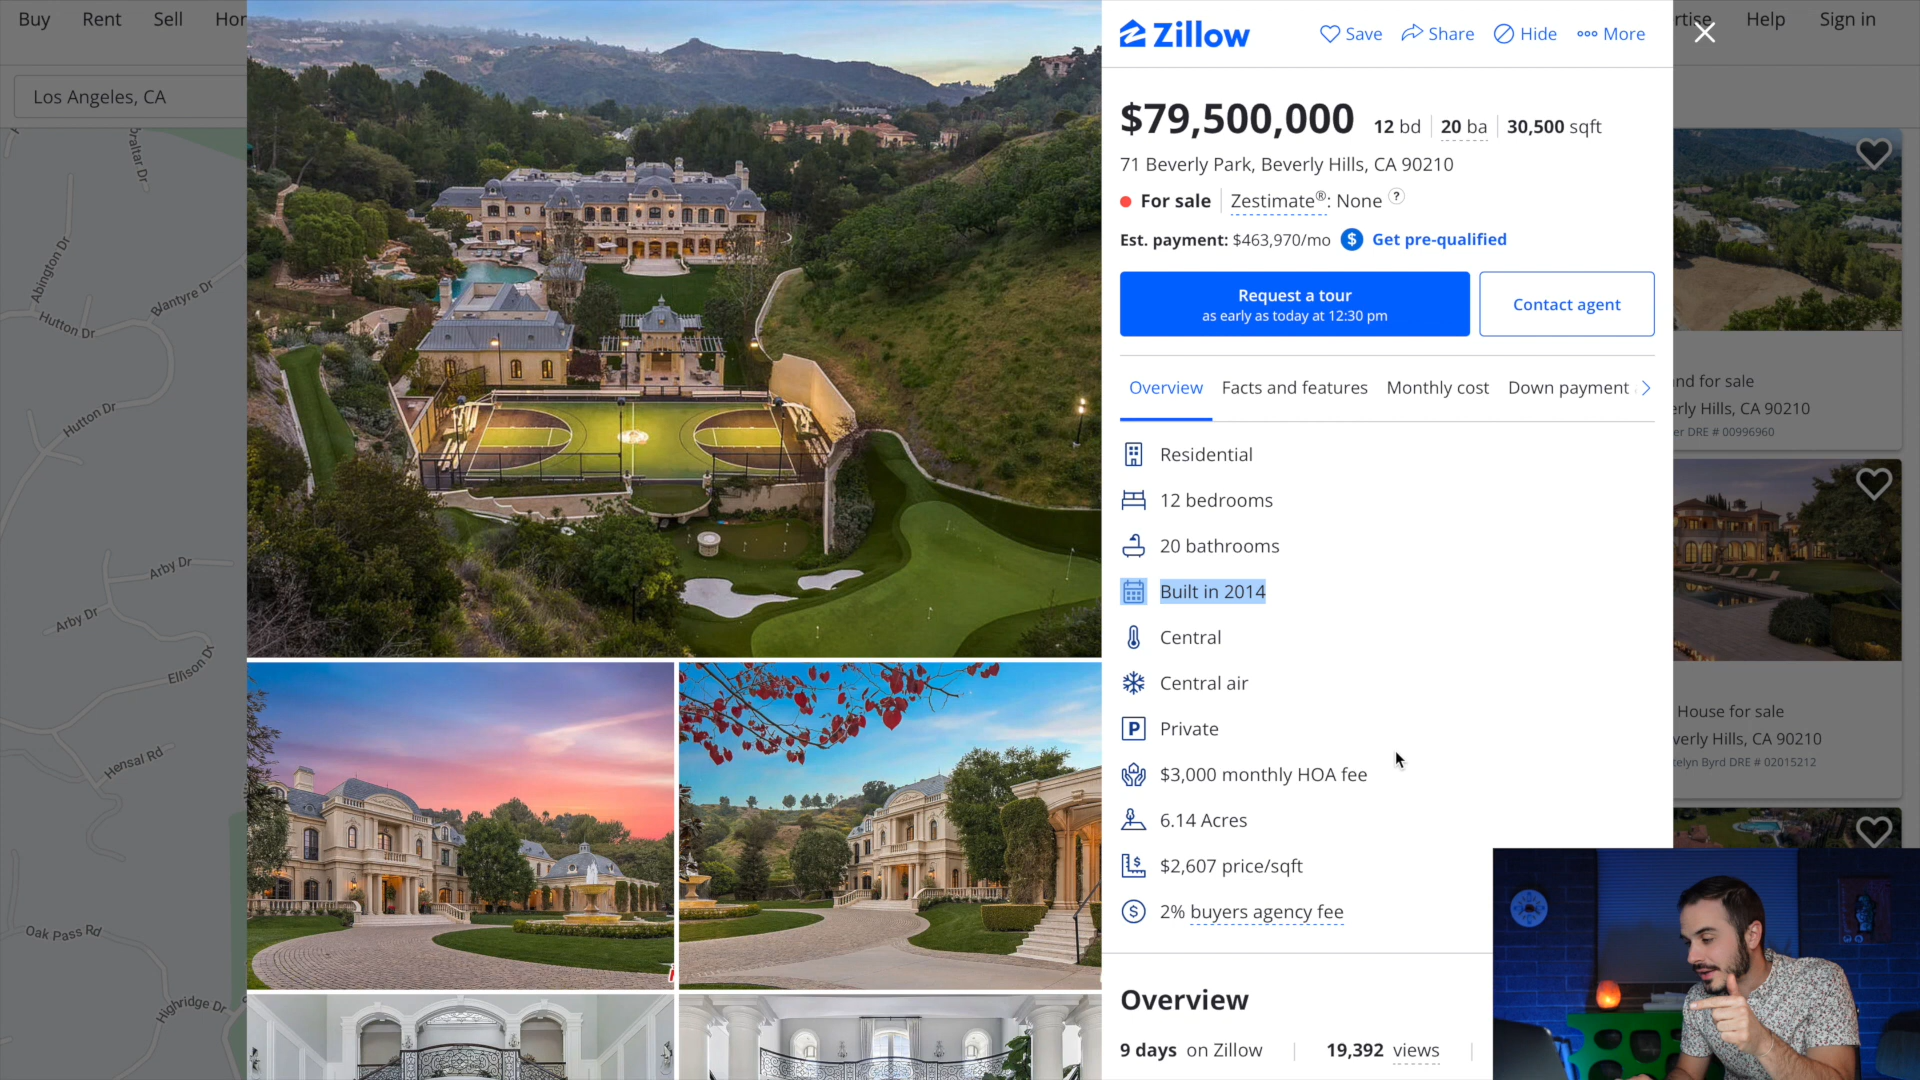 Buy Rent Sell Hor
Help Sign in
Los Angeles, CA
Abington Dr
Blantyre Dr
Hutton Dr
Hutton Dr
Arby Dr
Arby Dr
Ellison Dr
Hensal Rd
Oak Pass Rd
Highridge Dr
Zillow
Save Share Hide More
$79,500,000 12 bd 20 ba 30,500 sqft
71 Beverly Park, Beverly Hills, CA 90210
For sale Zestimate®: None ?
Est. payment: $463,970/mo $ Get pre-qualified
Request a tour
as early as today at 12:30 pm
Contact agent
Overview Facts and features Monthly cost Down payment
Residential
12 bedrooms
20 bathrooms
Built in 2014
Central
Central air
P Private
$3,000 monthly HOA fee
6.14 Acres
$2,607 price/sqft
2% buyers agency fee
Overview
9 days on Zillow 19,392 views
nd for sale
erly Hills, CA 90210
er DRE # 00996960
House for sale
verly Hills, CA 90210
celyn Byrd DRE # 02015212